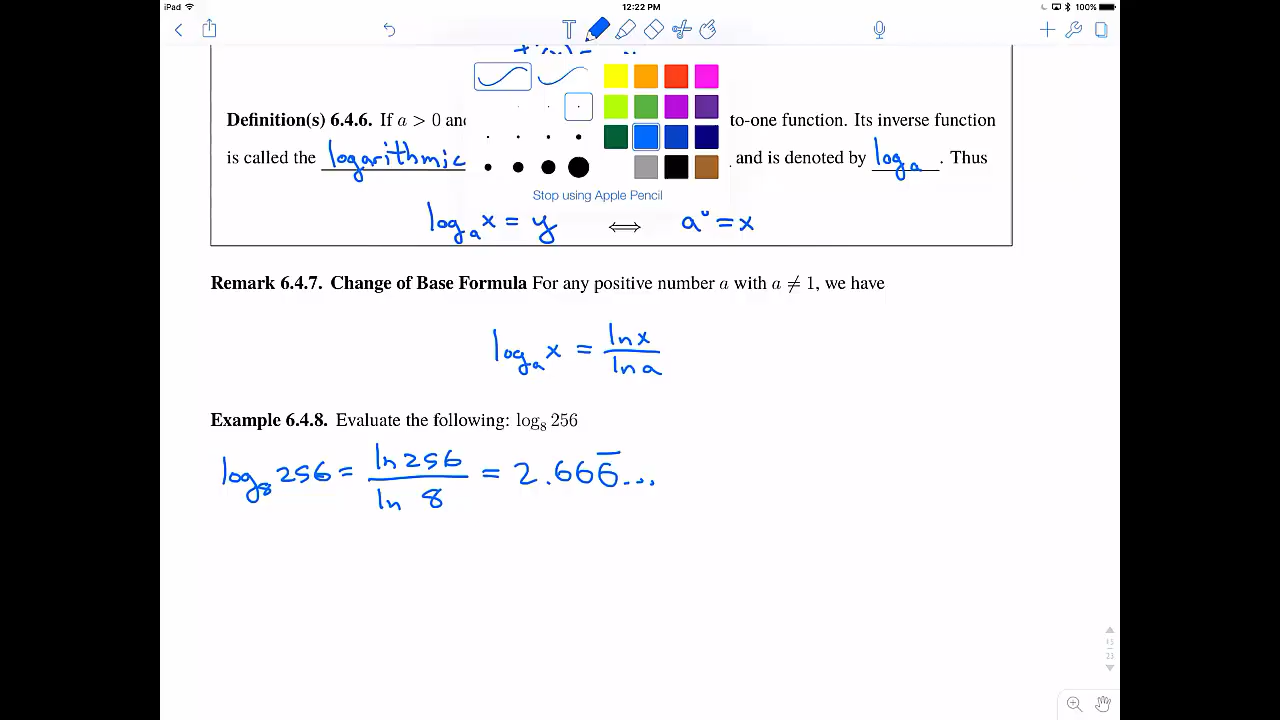 iPad 12:22 PM 100%
T
Definition(s) 6.4.6. If a > 0 and to-one function. Its inverse function
is called the logarithmic and is denoted by log_a . Thus
Stop using Apple Pencil
log_a x = y ⟺ a^y = x
Remark 6.4.7. Change of Base Formula For any positive number a with a ≠ 1, we have
log_a x = ln x / ln a
Example 6.4.8. Evaluate the following: log_8 256
log_8 256 = ln 256 / ln 8 = 2.666̅...
15
23